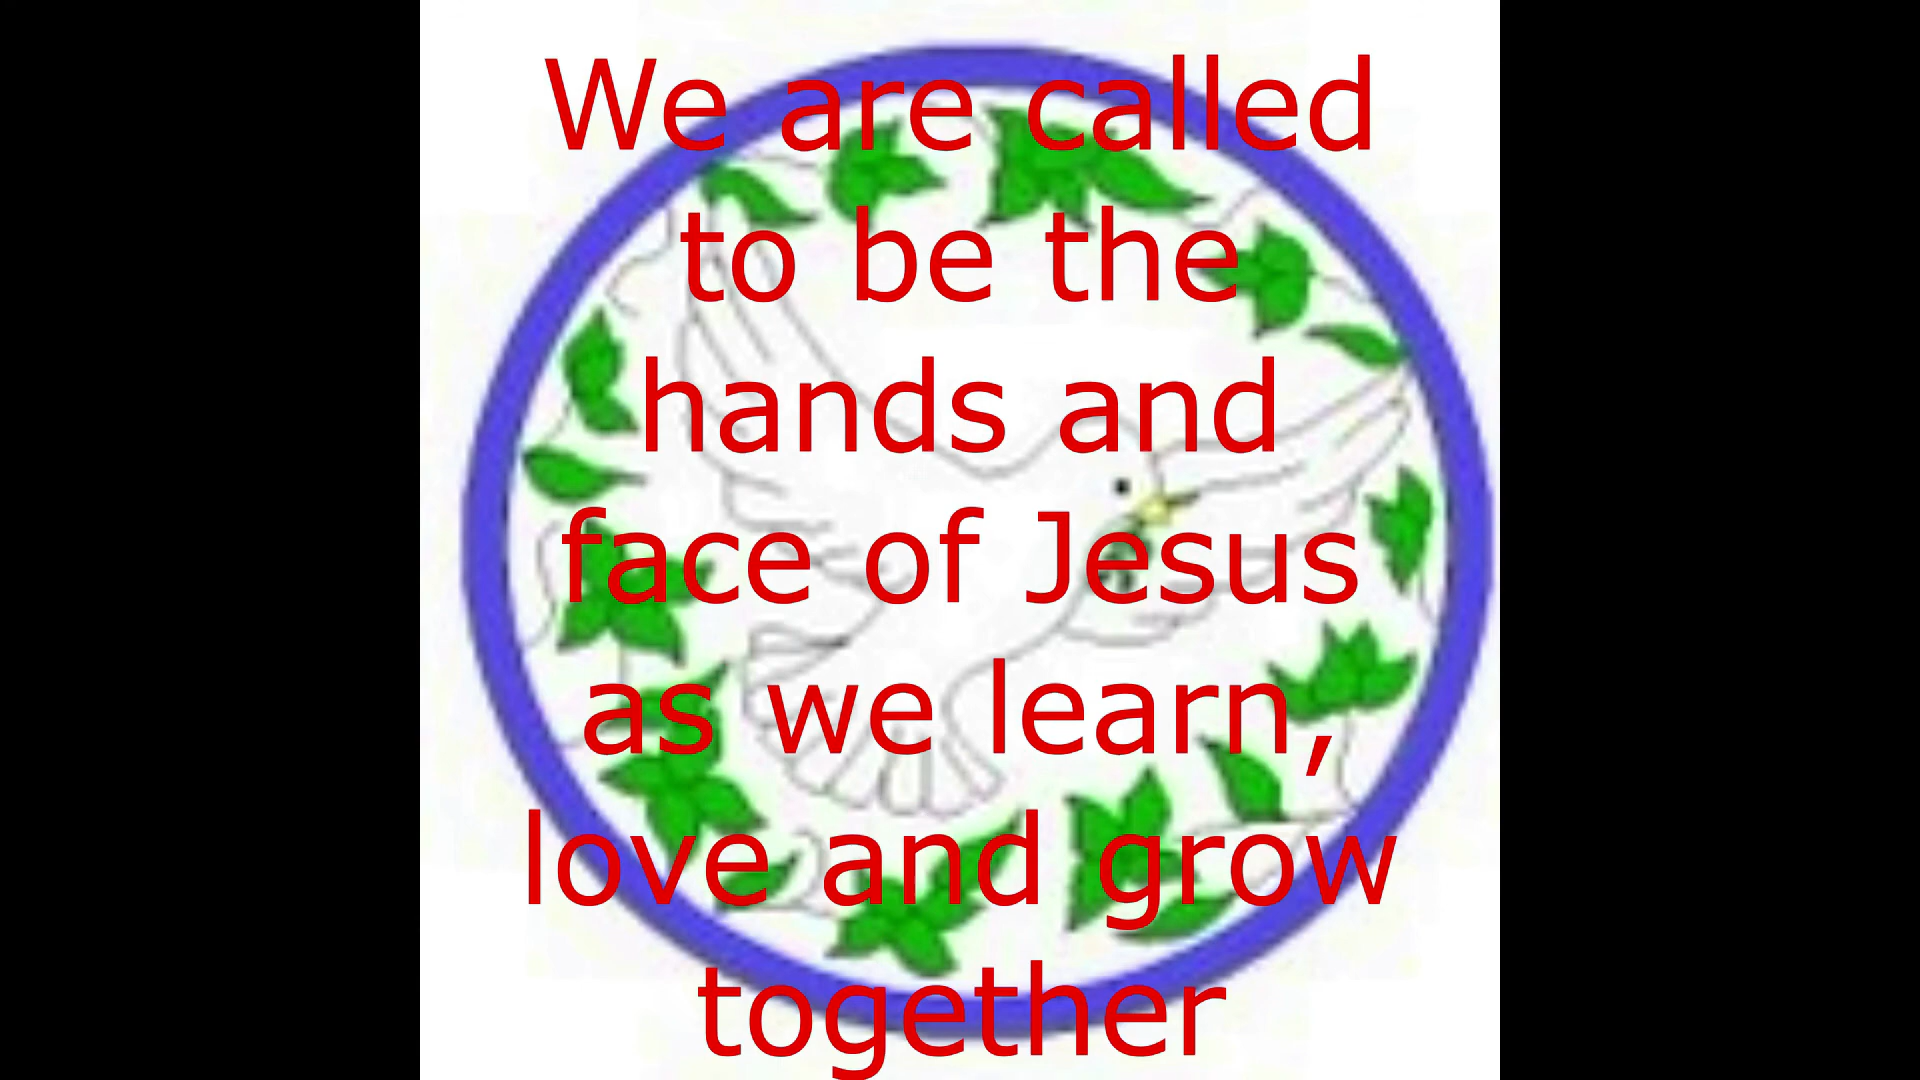 We are called
to be the
hands and
face of Jesus
as we learn,
love and grow
together